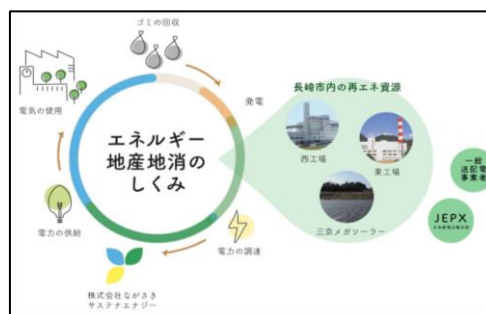 ゴミの回収
発電
電気の使用
エネルギー
地産地消の
しくみ
長崎市内の再エネ資源
西工場
東工場
三京メガソーラー
一般
送配電
事業者
JEPX
電力の供給
電力の調達
株式会社ながさき
サステナエナジー